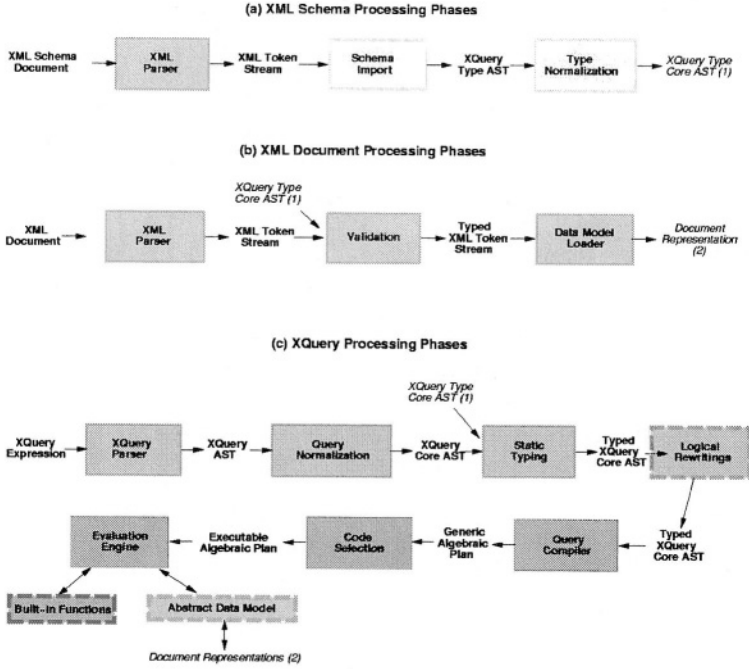 (a) XML Schema Processing Phases
XML Schema
Document
XML
Parser
XML Token
Stream
Schema
Import
XQuery
Type AST
Type
Normalization
XQuery Type
Core AST (1)
(b) XML Document Processing Phases
XQuery Type
Core AST (1)
XML
Document
XML
Parser
XML Token
Stream
Validation
Typed
XML Token
Stream
Data Model
Loader
Document
Representation
(2)
(c) XQuery Processing Phases
XQuery Type
Core AST (1)
XQuery
Expression
XQuery
Parser
XQuery
AST
Query
Normalization
XQuery
Core AST
Static
Typing
Typed
XQuery
Core AST
Logical
Rewritings
Evaluation
Engine
Executable
Algebraic Plan
Code
Selection
Generic
Algebraic
Plan
Query
Compiler
Typed
XQuery
Core AST
Built-in Functions
Abstract Data Model
Document Representations (2)